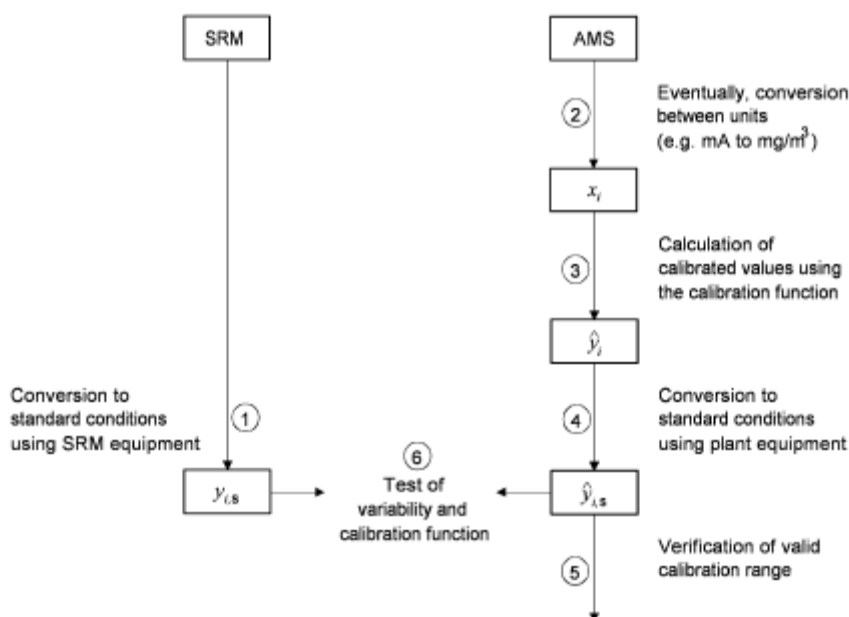 SRM
AMS
2
Eventually, conversion
between units
(e.g. mA to mg/m³)
xᵢ
3
Calculation of
calibrated values using
the calibration function
ŷᵢ
Conversion to
standard conditions
using SRM equipment
1
4
Conversion to
standard conditions
using plant equipment
6
Test of
variability and
calibration function
yᵢ,s
ŷᵢ,s
5
Verification of valid
calibration range